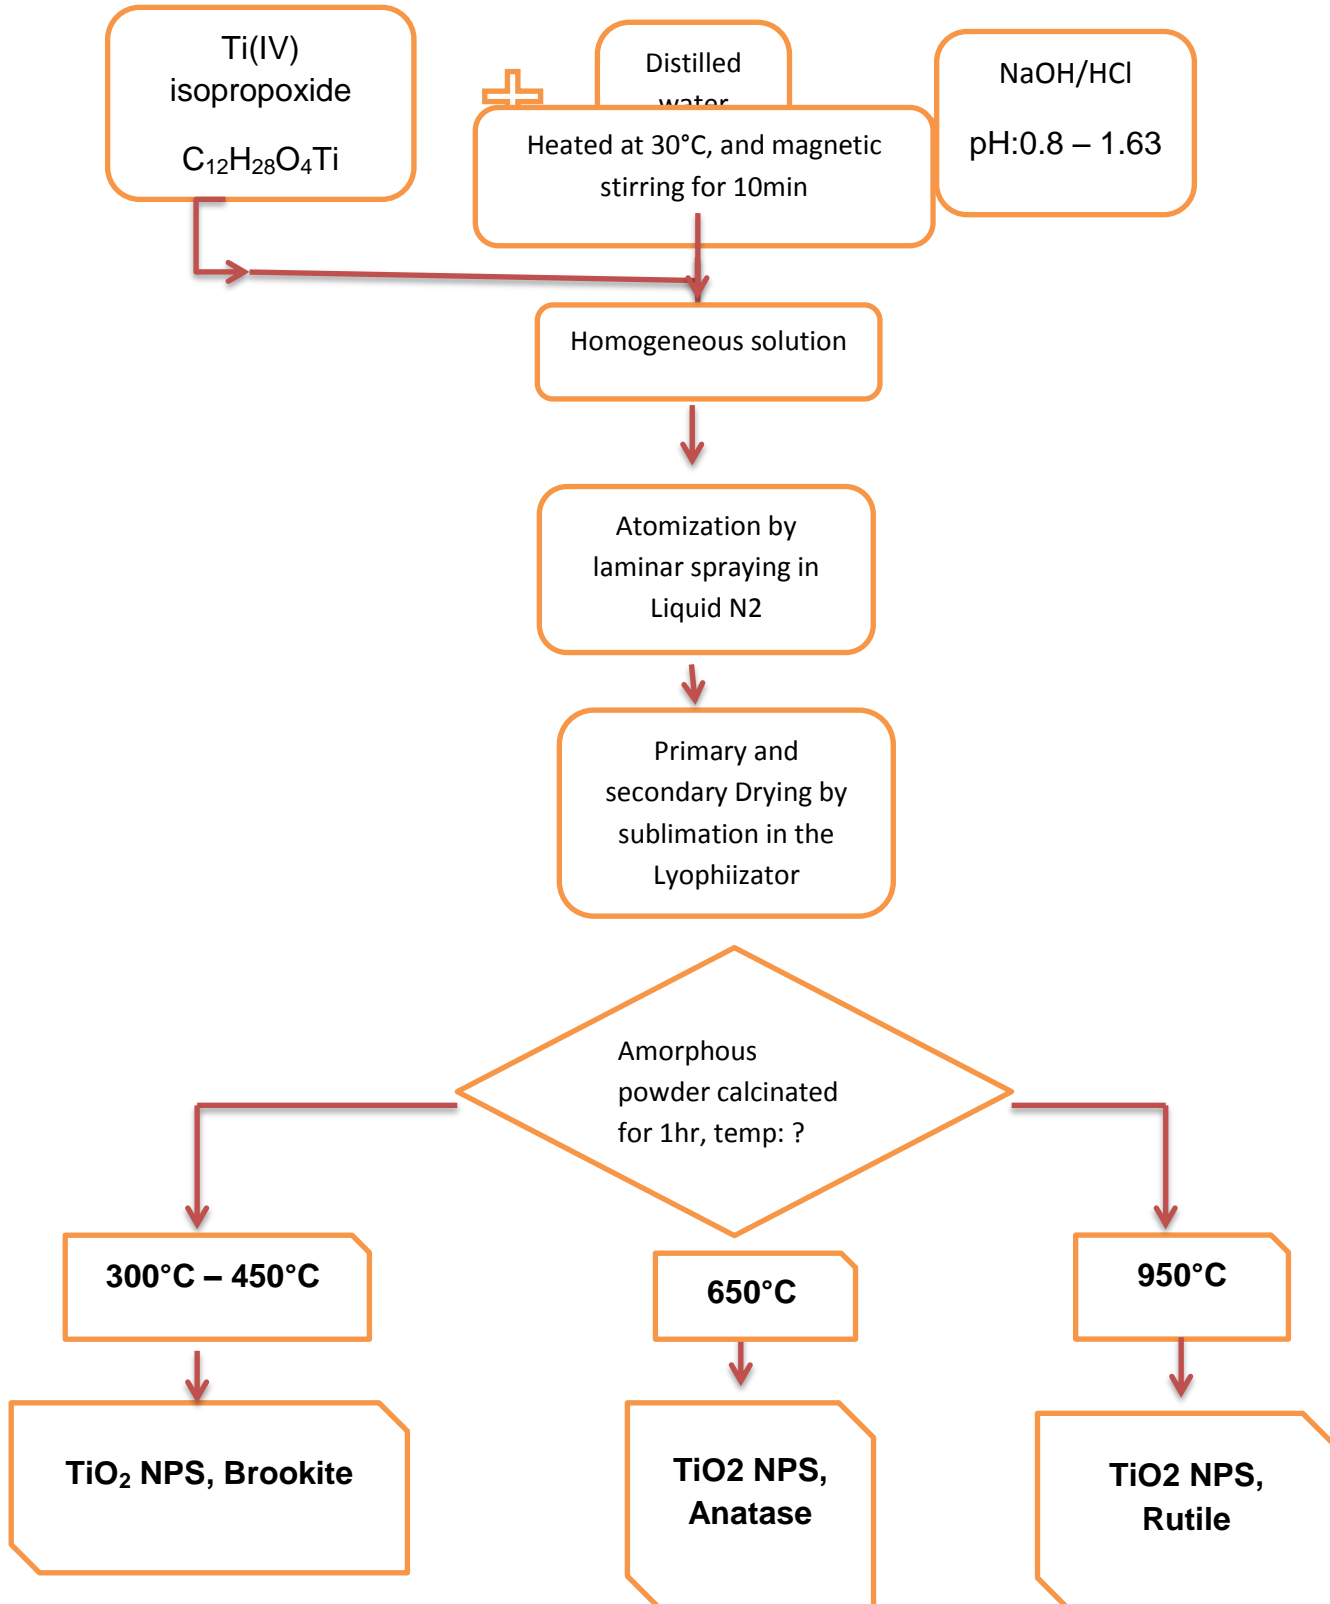 Ti(IV)
isopropoxide
C₁₂H₂₈O₄Ti
Distilled
water
NaOH/HCl
pH:0.8 – 1.63
Heated at 30°C, and magnetic
stirring for 10min
Homogeneous solution
Atomization by
laminar spraying in
Liquid N2
Primary and
secondary Drying by
sublimation in the
Lyophiizator
Amorphous
powder calcinated
for 1hr, temp: ?
300°C – 450°C
650°C
950°C
TiO₂ NPS, Brookite
TiO2 NPS,
Anatase
TiO2 NPS,
Rutile